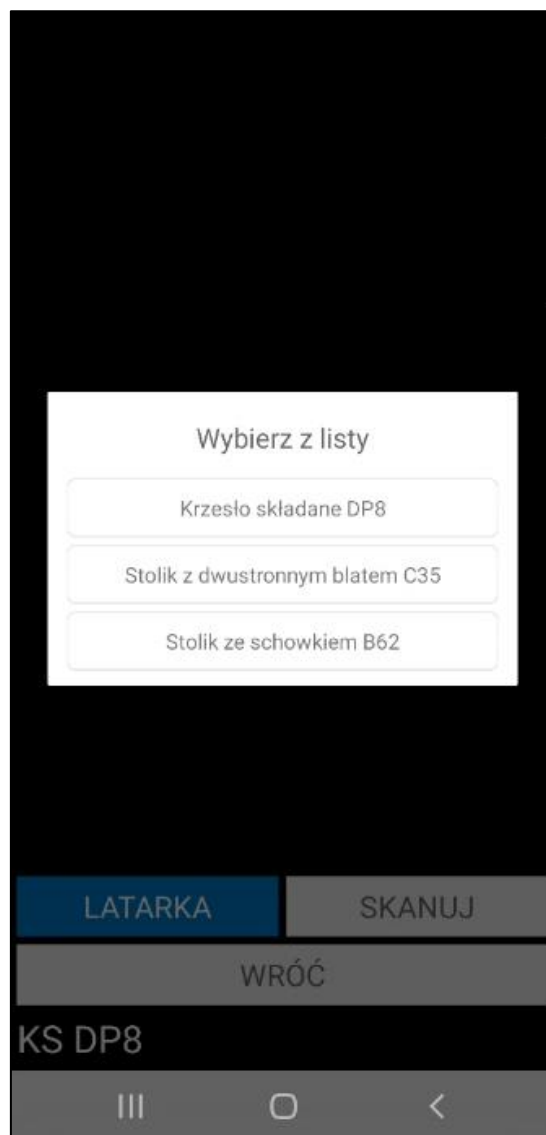 Wybierz z listy
Krzesło składane DP8
Stolik z dwustronnym blatem C35
Stolik ze schowkiem B62
LATARKA
SKANUJ
WRÓĆ
KS DP8